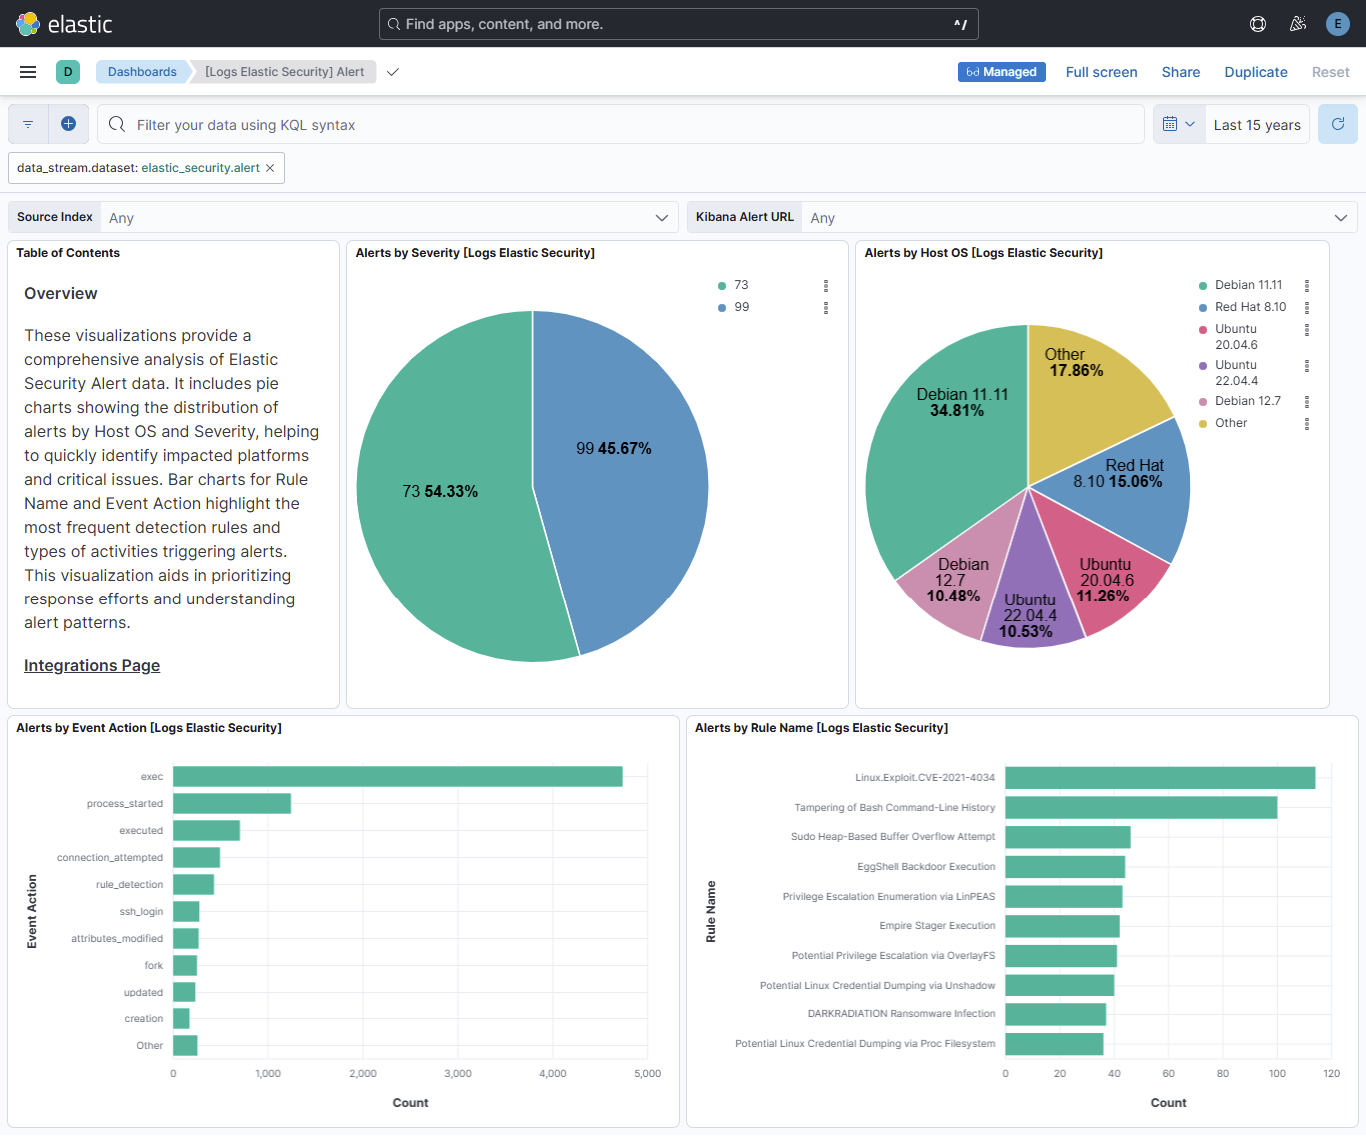 elastic
Find apps, content, and more.
^/
E
D
Dashboards
[Logs Elastic Security] Alert
Managed
Full screen
Share
Duplicate
Reset
Filter your data using KQL syntax
Last 15 years
data_stream.dataset: elastic_security.alert
Source Index
Any
Kibana Alert URL
Any
Table of Contents
Overview
These visualizations provide a
comprehensive analysis of Elastic
Security Alert data. It includes pie
charts showing the distribution of
alerts by Host OS and Severity, helping
to quickly identify impacted platforms
and critical issues. Bar charts for Rule
Name and Event Action highlight the
most frequent detection rules and
types of activities triggering alerts.
This visualization aids in prioritizing
response efforts and understanding
alert patterns.
Integrations Page
Alerts by Severity [Logs Elastic Security]
73
99
99 45.67%
73 54.33%
Alerts by Host OS [Logs Elastic Security]
Debian 11.11
Red Hat 8.10
Ubuntu
20.04.6
Ubuntu
22.04.4
Debian 12.7
Other
Other
17.86%
Debian 11.11
34.81%
Red Hat
8.10 15.06%
Debian
12.7
10.48%
Ubuntu
22.04.4
10.53%
Ubuntu
20.04.6
11.26%
Alerts by Event Action [Logs Elastic Security]
Event Action
exec
process_started
executed
connection_attempted
rule_detection
ssh_login
attributes_modified
fork
updated
creation
Other
0
1,000
2,000
3,000
4,000
5,000
Count
Alerts by Rule Name [Logs Elastic Security]
Rule Name
Linux.Exploit.CVE-2021-4034
Tampering of Bash Command-Line History
Sudo Heap-Based Buffer Overflow Attempt
EggShell Backdoor Execution
Privilege Escalation Enumeration via LinPEAS
Empire Stager Execution
Potential Privilege Escalation via OverlayFS
Potential Linux Credential Dumping via Unshadow
DARKRADIATION Ransomware Infection
Potential Linux Credential Dumping via Proc Filesystem
0
20
40
60
80
100
120
Count